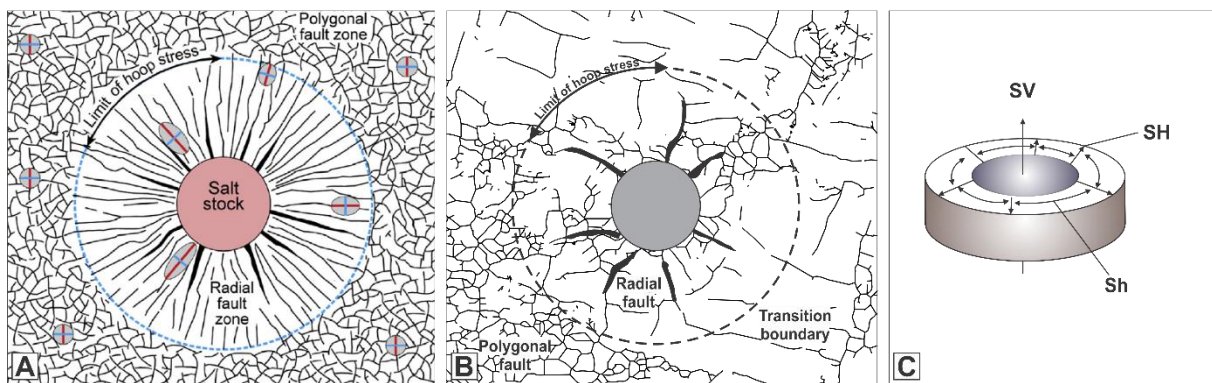 Polygonal
fault zone
Limit of hoop stress
Salt
stock
Radial
fault
zone
A
Limit of hoop stress
Radial
fault
Transition
boundary
Polygonal
fault
B
SV
SH
Sh
C